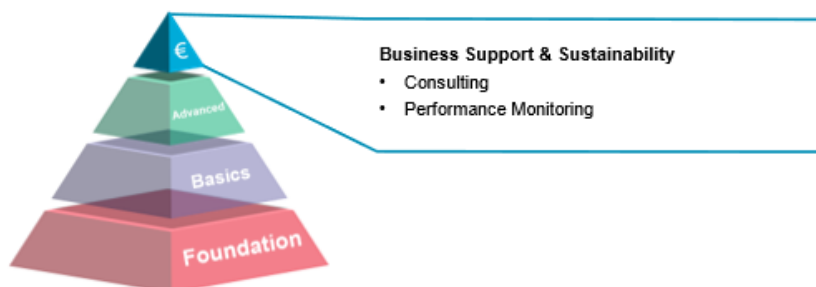 €
Advanced
Basics
Foundation
Business Support & Sustainability
• Consulting
• Performance Monitoring